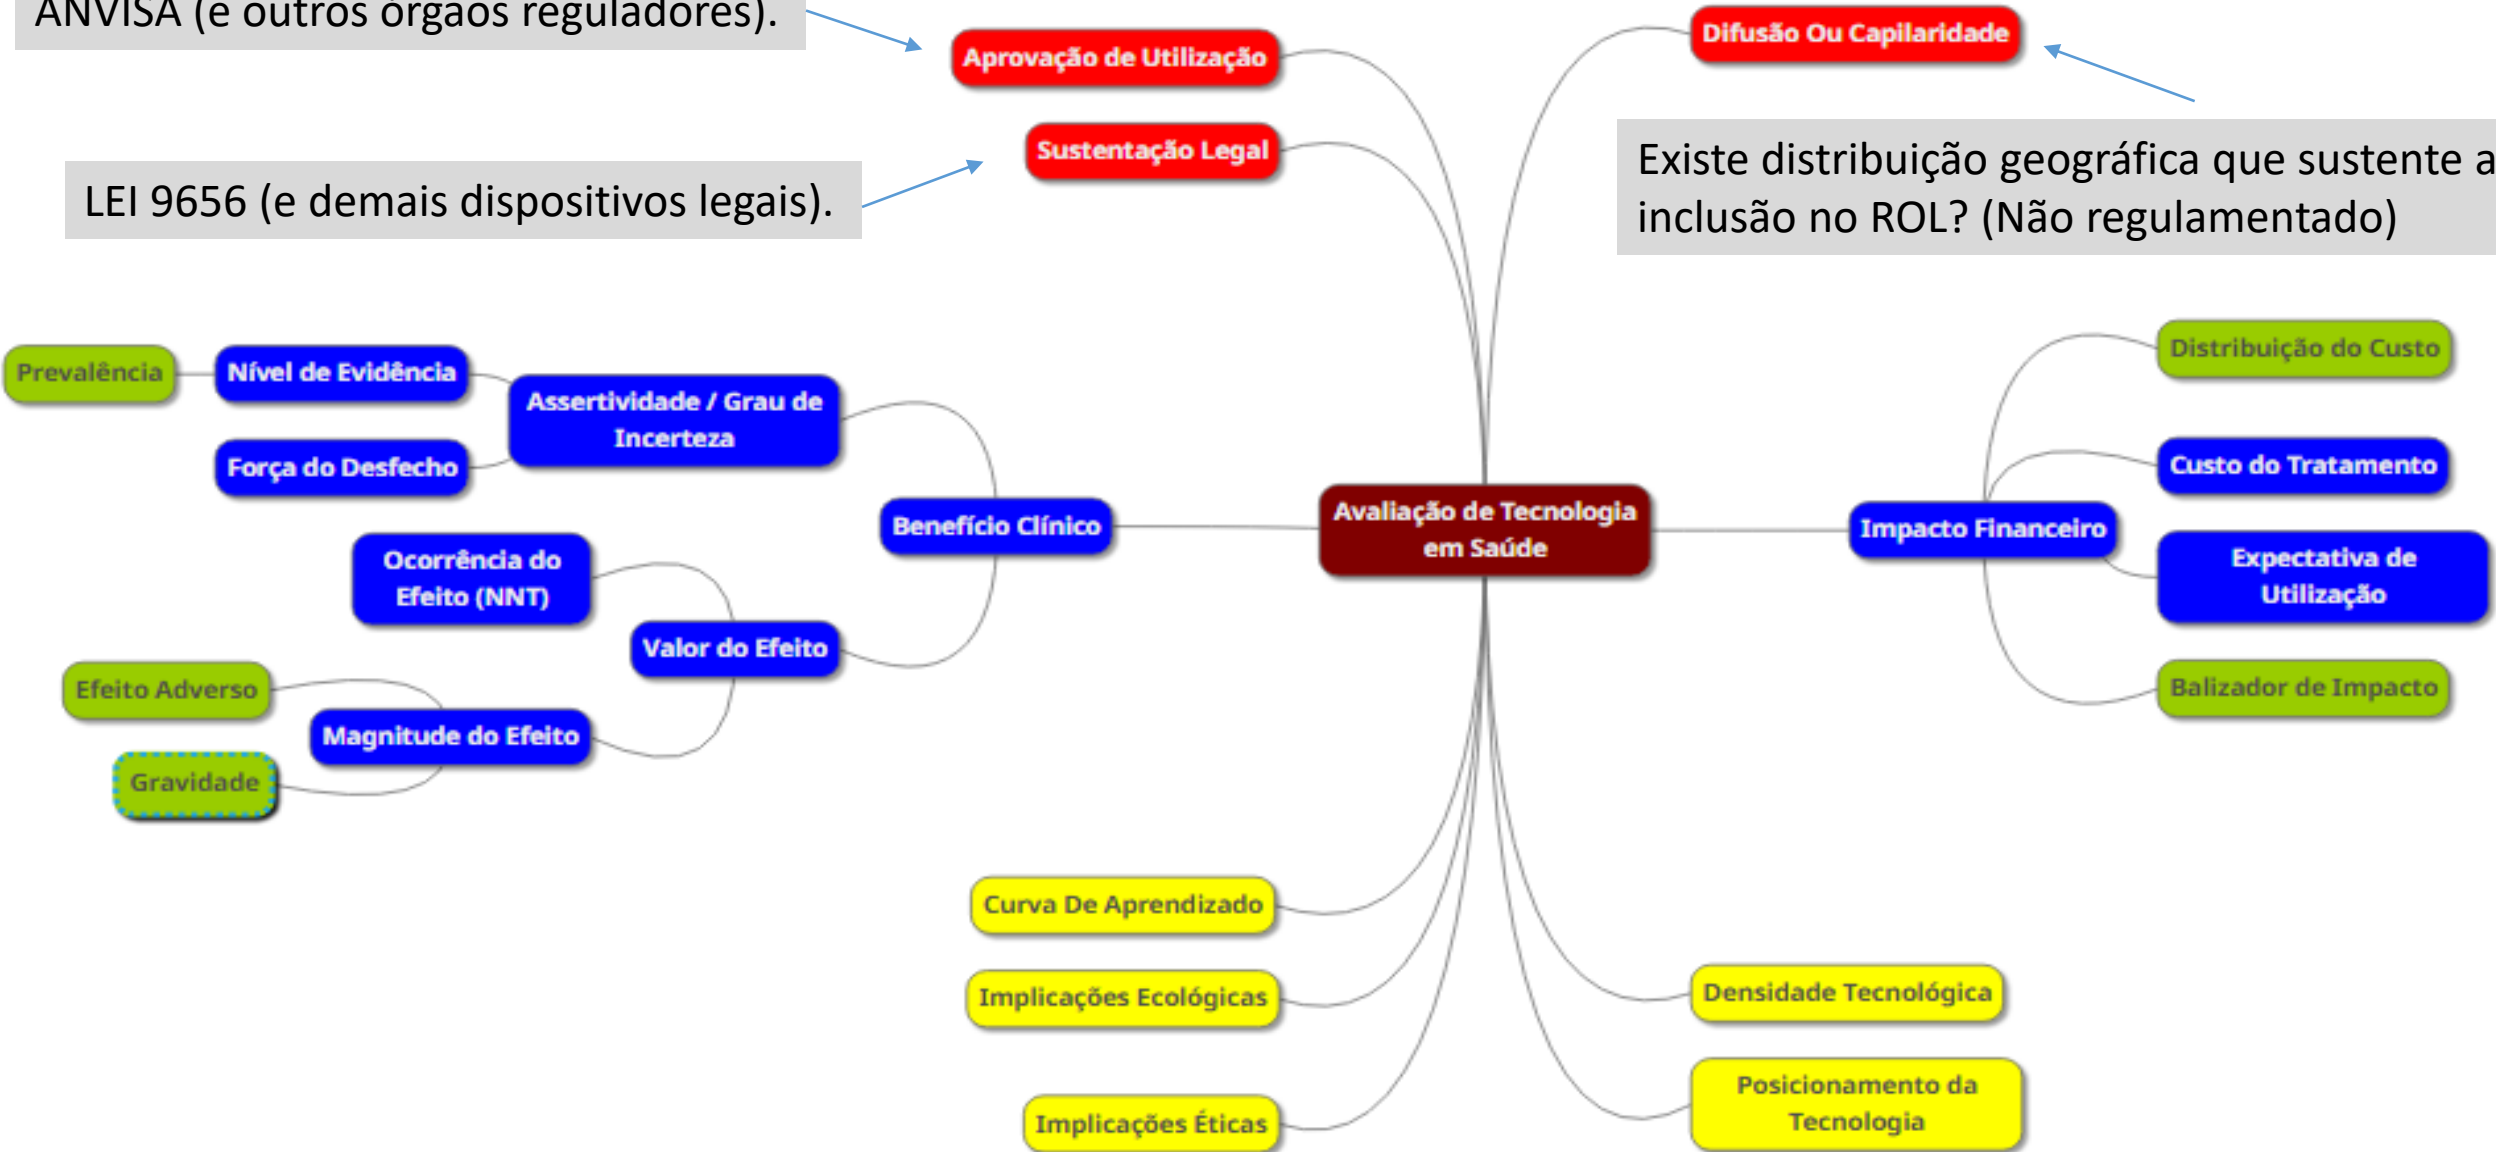 ANVISA (e outros órgãos reguladores).
Aprovação de Utilização
Difusão Ou Capilaridade
Sustentação Legal
LEI 9656 (e demais dispositivos legais).
Existe distribuição geográfica que sustente a
inclusão no ROL? (Não regulamentado)
Prevalência
Nível de Evidência
Assertividade / Grau de
Incerteza
Força do Desfecho
Benefício Clínico
Ocorrência do
Efeito (NNT)
Valor do Efeito
Efeito Adverso
Magnitude do Efeito
Gravidade
Avaliação de Tecnologia
em Saúde
Impacto Financeiro
Distribuição do Custo
Custo do Tratamento
Expectativa de
Utilização
Balizador de Impacto
Curva De Aprendizado
Implicações Ecológicas
Implicações Éticas
Densidade Tecnológica
Posicionamento da
Tecnologia